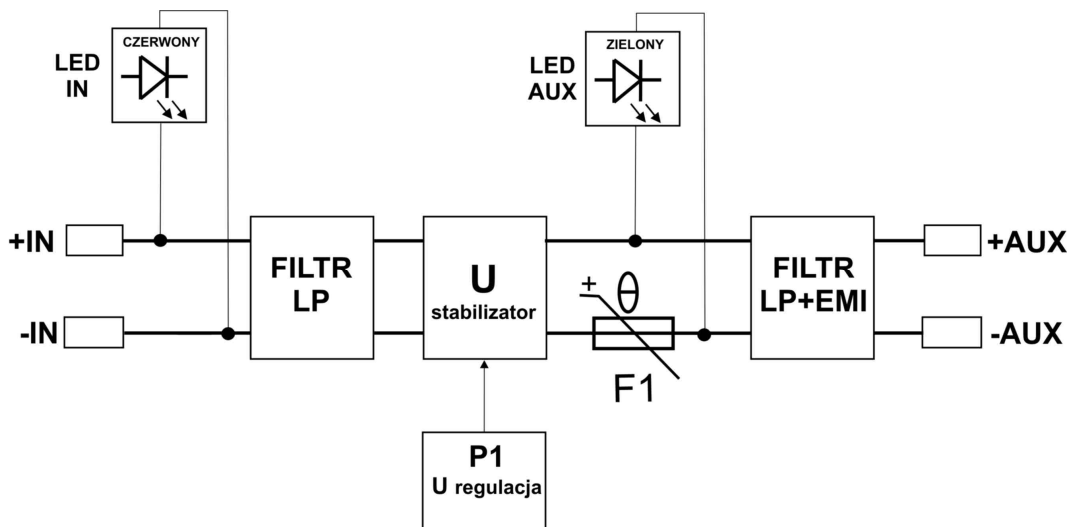 CZERWONY
LED
IN
ZIELONY
LED
AUX
+IN
-IN
FILTR
LP
U
stabilizator
+ θ
F1
FILTR
LP+EMI
+AUX
-AUX
P1
U regulacja